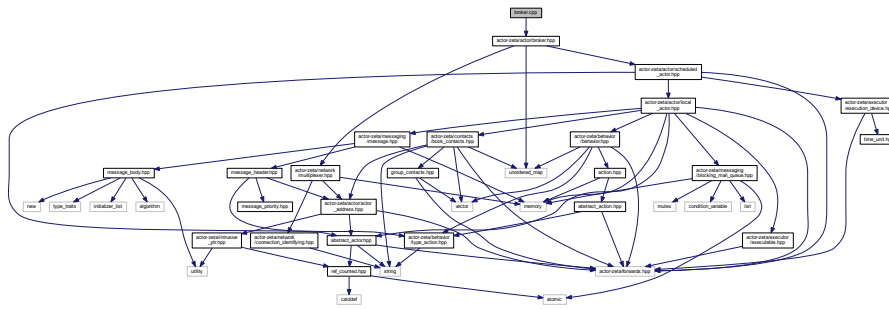 broker.cpp
actor-zeta/actor/broker.hpp
actor-zeta/actor/scheduled
_actor.hpp
actor-zeta/actor/local
_actor.hpp
actor-zeta/executor
/execution_device.hpp
time_unit.hpp
actor-zeta/messaging
/message.hpp
actor-zeta/contacts
/book_contacts.hpp
actor-zeta/behavior
/behavior.hpp
message_body.hpp
message_header.hpp
actor-zeta/network
/multiplexer.hpp
group_contacts.hpp
unordered_map
action.hpp
actor-zeta/messaging
/blocking_mail_queue.hpp
new
type_traits
initializer_list
algorithm
message_priority.hpp
actor-zeta/actor/actor
_address.hpp
vector
memory
abstract_action.hpp
mutex
condition_variable
list
actor-zeta/intrusive
_ptr.hpp
actor-zeta/network
/connection_identifying.hpp
abstract_actor.hpp
actor-zeta/behavior
/type_action.hpp
actor-zeta/executor
/executable.hpp
utility
ref_counted.hpp
string
actor-zeta/forwards.hpp
cstddef
atomic